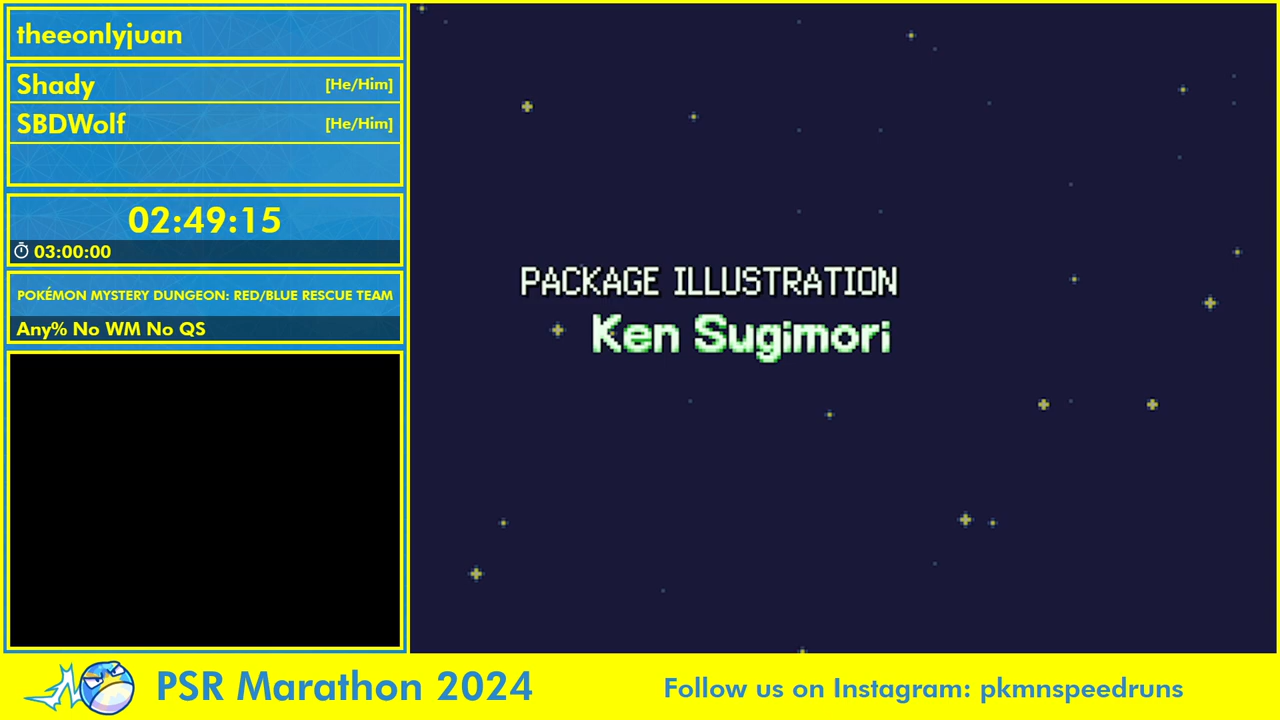 theeonlyjuan
Shady [He/Him]
SBDWolf [He/Him]
02:49:15
03:00:00
POKÉMON MYSTERY DUNGEON: RED/BLUE RESCUE TEAM
Any% No WM No QS
PACKAGE ILLUSTRATION
Ken Sugimori
PSR Marathon 2024
Follow us on Instagram: pkmnspeedruns